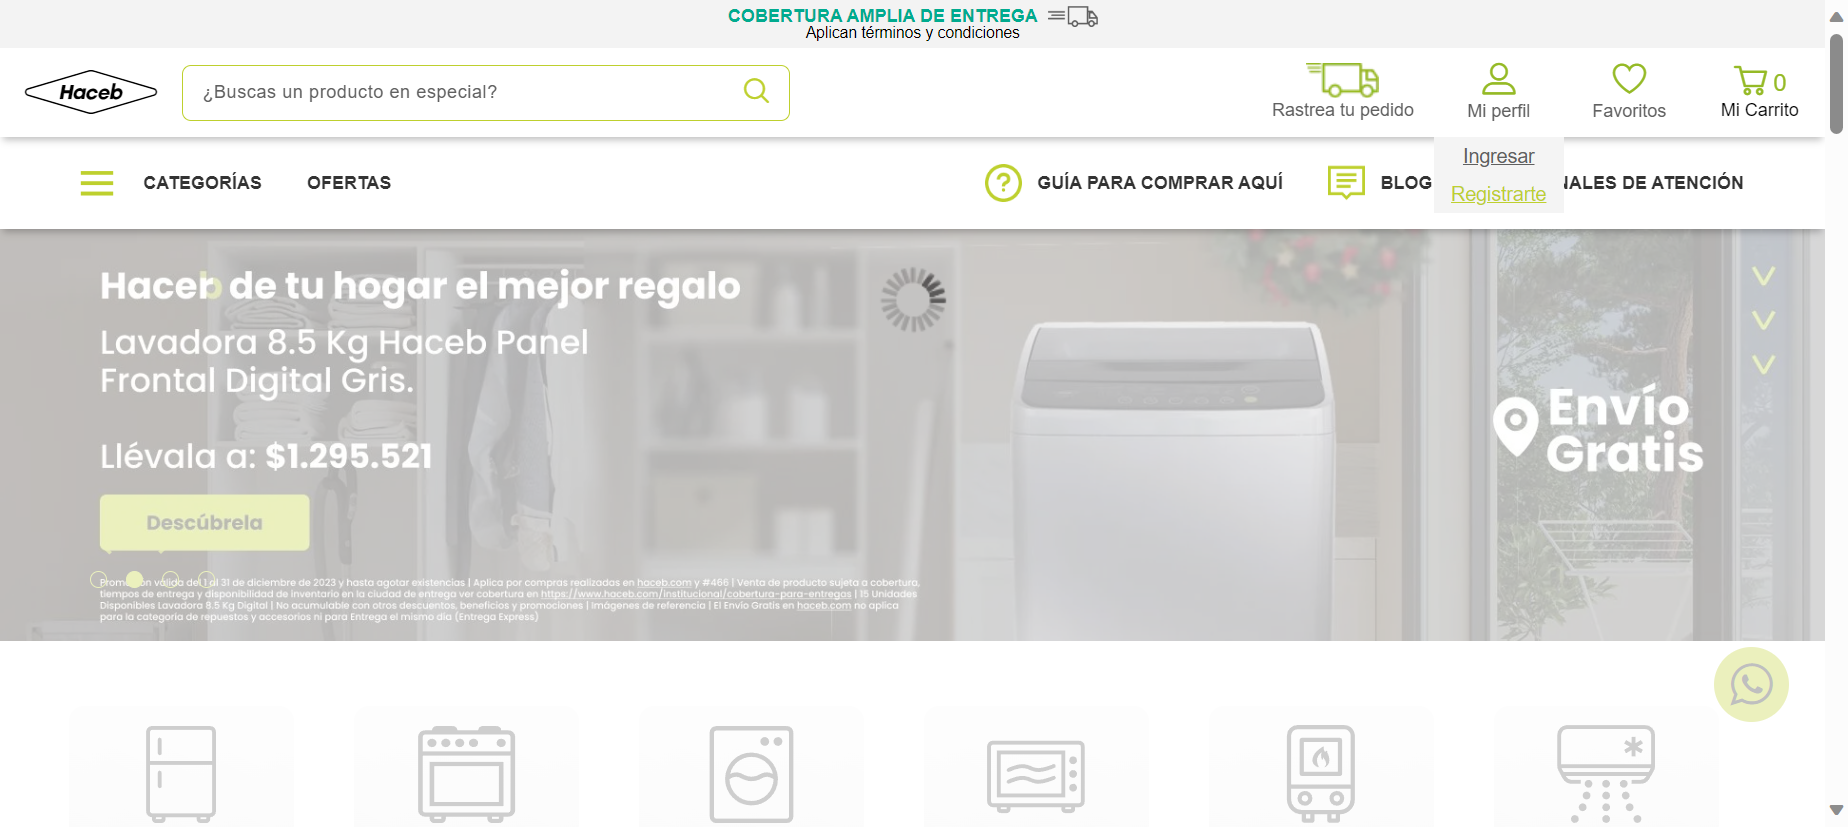 COBERTURA AMPLIA DE ENTREGA
Aplican términos y condiciones
Haceb
¿Buscas un producto en especial?
Rastrea tu pedido
Mi perfil
Favoritos
0
Mi Carrito
Ingresar
Registrarte
CATEGORÍAS
OFERTAS
GUÍA PARA COMPRAR AQUÍ
BLOG
NALES DE ATENCIÓN
Haceb de tu hogar el mejor regalo
Lavadora 8.5 Kg Haceb Panel
Frontal Digital Gris.
Llévala a: $1.295.521
Descúbrela
Envío
Gratis
Promoción válida del 1 al 31 de diciembre de 2023 y hasta agotar existencias | Aplica por compras realizadas en haceb.com y #466 | Venta de producto sujeta a cobertura,
tiempos de entrega y disponibilidad de inventario en la ciudad de entrega ver cobertura en https://www.haceb.com/institucional/cobertura-para-entregas | 15 Unidades
Disponibles Lavadora 8.5 Kg Digital | No acumulable con otros descuentos, beneficios y promociones | Imágenes de referencia | El Envío Gratis en haceb.com no aplica
para la categoría de repuestos y accesorios ni para Entrega el mismo día (Entrega Express)